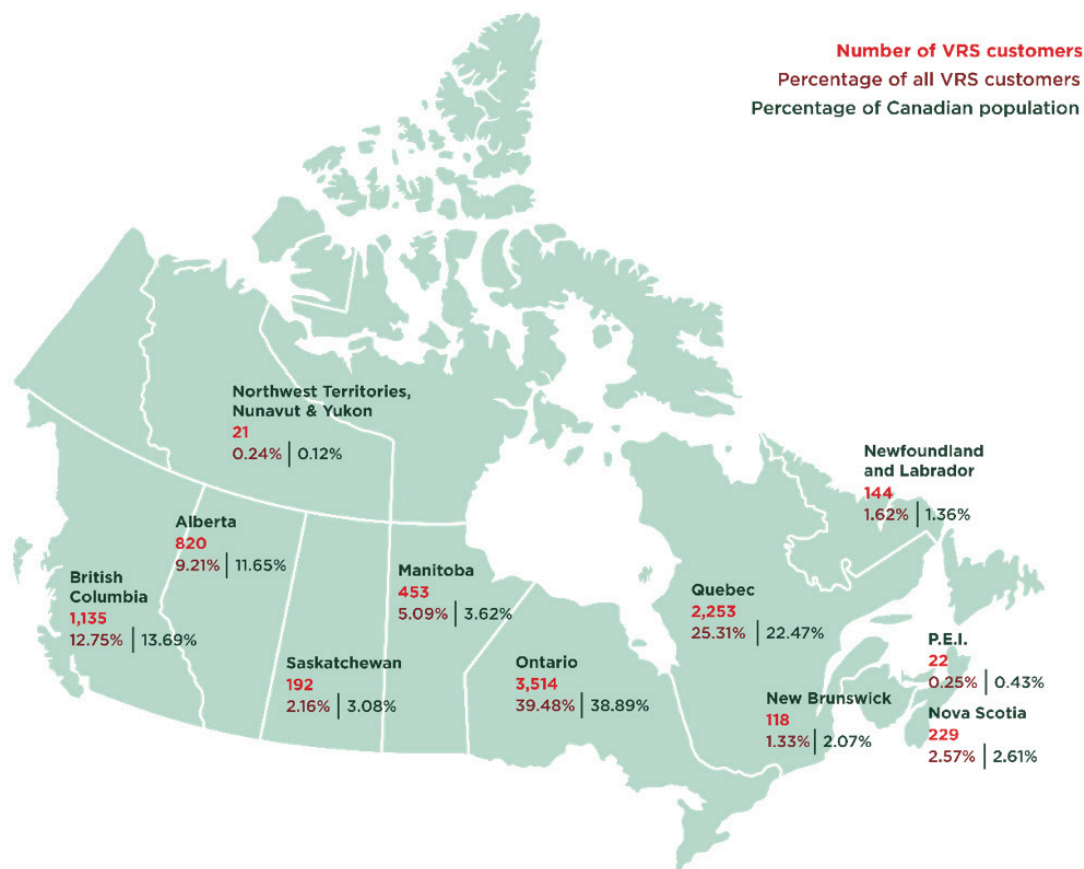 Number of VRS customers
Percentage of all VRS customers
Percentage of Canadian population
Northwest Territories,
Nunavut & Yukon
21
0.24% | 0.12%
Newfoundland
and Labrador
144
1.62% | 1.36%
Alberta
820
9.21% | 11.65%
British
Columbia
1,135
12.75% | 13.69%
Manitoba
453
5.09% | 3.62%
Quebec
2,253
25.31% | 22.47%
Saskatchewan
192
2.16% | 3.08%
Ontario
3,514
39.48% | 38.89%
P.E.I.
22
0.25% | 0.43%
New Brunswick
118
1.33% | 2.07%
Nova Scotia
229
2.57% | 2.61%